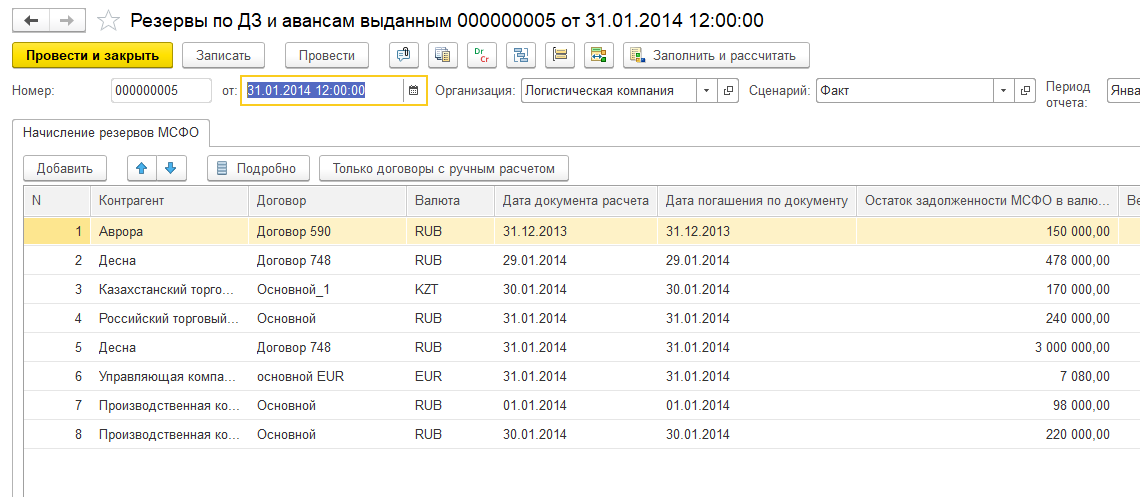 Резервы по ДЗ и авансам выданным 000000005 от 31.01.2014 12:00:00
Провести и закрыть Записать Провести Dr Cr Заполнить и рассчитать
Номер: 000000005 от: 31.01.2014 12:00:00 Организация: Логистическая компания Сценарий: Факт Период отчета: Янва
Начисление резервов МСФО
Добавить Подробно Только договоры с ручным расчетом
N Контрагент Договор Валюта Дата документа расчета Дата погашения по документу Остаток задолженности МСФО в валю... Ве
1 Аврора Договор 590 RUB 31.12.2013 31.12.2013 150 000,00
2 Десна Договор 748 RUB 29.01.2014 29.01.2014 478 000,00
3 Казахстанский торго... Основной_1 KZT 30.01.2014 30.01.2014 170 000,00
4 Российский торговый... Основной RUB 31.01.2014 31.01.2014 240 000,00
5 Десна Договор 748 RUB 31.01.2014 31.01.2014 3 000 000,00
6 Управляющая компа... основной EUR EUR 31.01.2014 31.01.2014 7 080,00
7 Производственная ко... Основной RUB 01.01.2014 01.01.2014 98 000,00
8 Производственная ко... Основной RUB 30.01.2014 30.01.2014 220 000,00